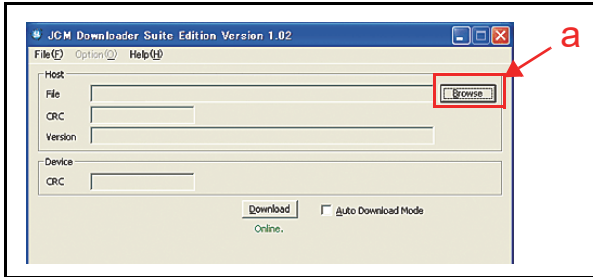 JCM Downloader Suite Edition Version 1.02
a
File(F) Option(O) Help(H)
Host
File Browse
CRC
Version
Device
CRC
Download Auto Download Mode
Online.